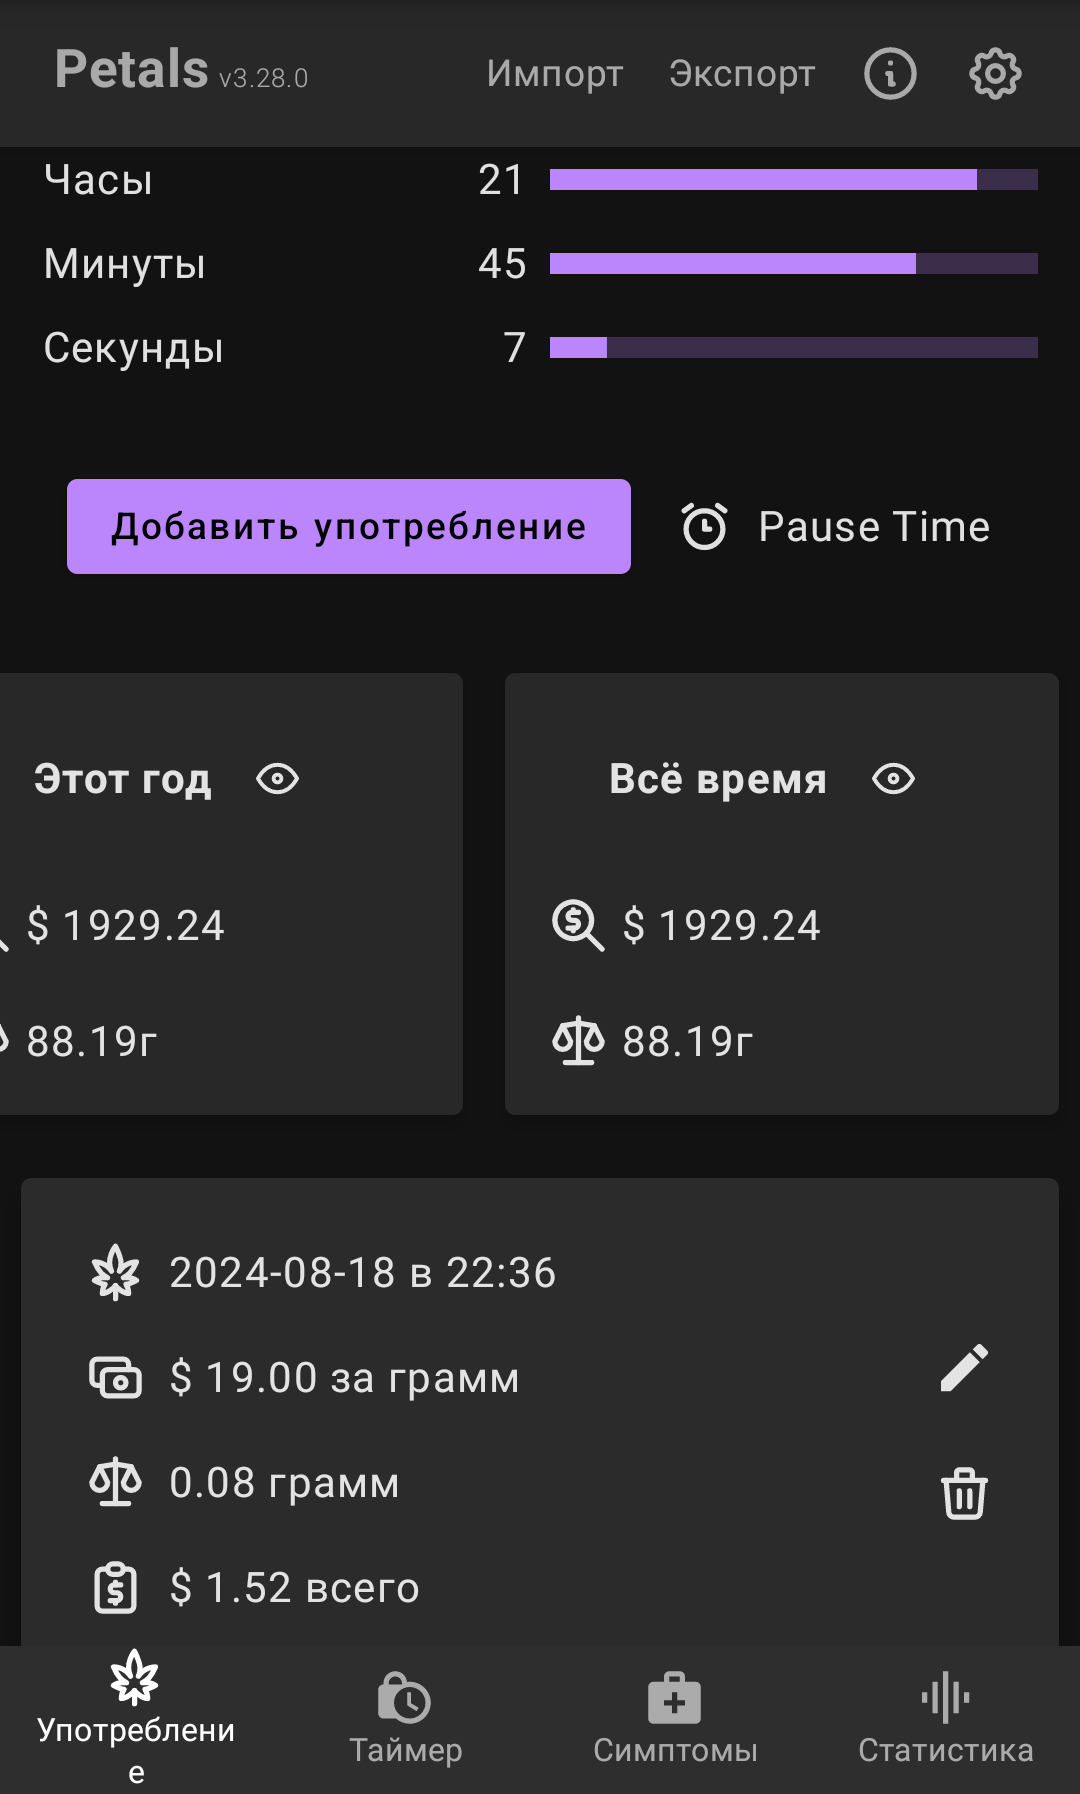 Petals v3.28.0 Импорт Экспорт
Часы 21
Минуты 45
Секунды 7
Добавить употребление Pause Time
Этот год Всё время
$ 1929.24 $ 1929.24
88.19г 88.19г
2024-08-18 в 22:36
$ 19.00 за грамм
0.08 грамм
$ 1.52 всего
Употреблени
е
Таймер Симптомы Статистика